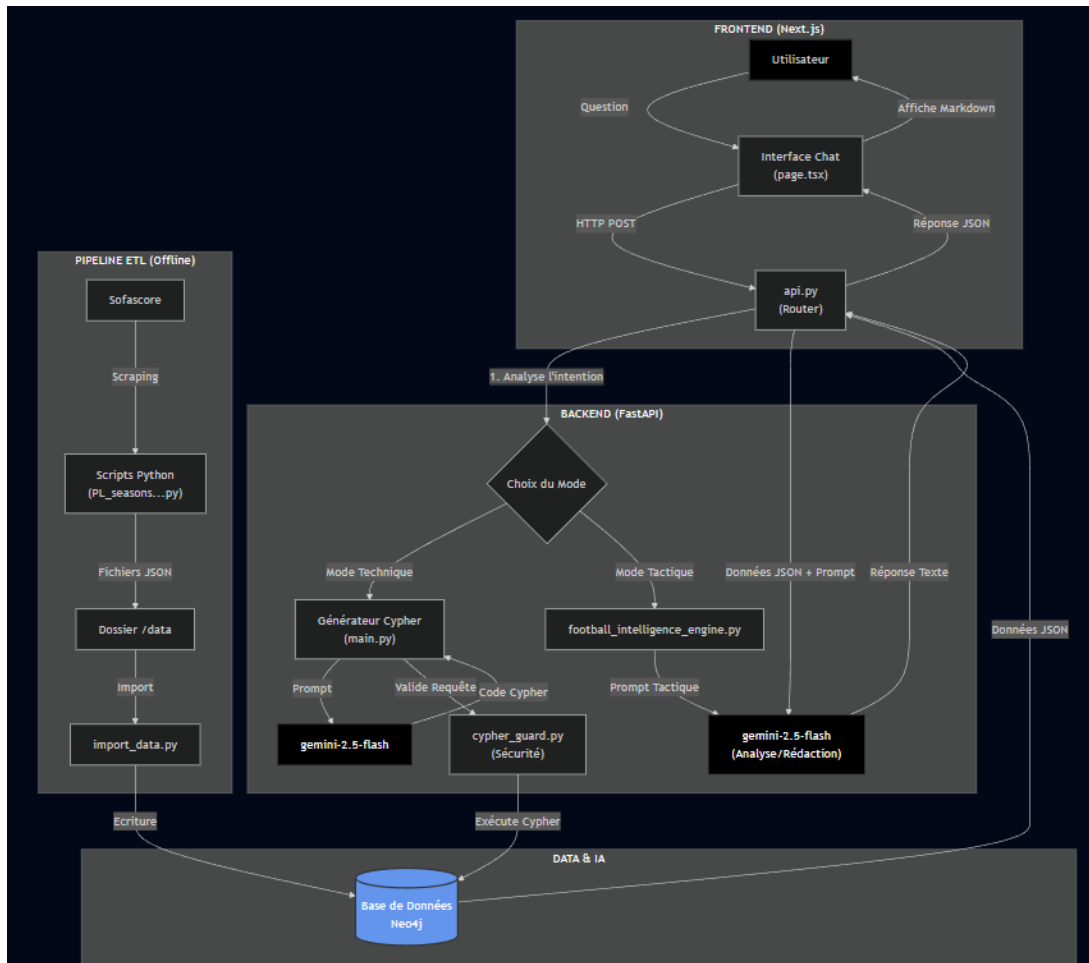 FRONTEND (Next.js)
Utilisateur
Question
Affiche Markdown
Interface Chat
(page.tsx)
HTTP POST
Réponse JSON
api.py
(Router)
PIPELINE ETL (Offline)
Sofascore
Scraping
Scripts Python
(PL_seasons...py)
Fichiers JSON
Dossier /data
Import
import_data.py
Ecriture
1. Analyse l'intention
BACKEND (FastAPI)
Choix du Mode
Mode Technique
Mode Tactique
Données JSON + Prompt
Réponse Texte
Données JSON
Générateur Cypher
(main.py)
football_intelligence_engine.py
Prompt
Valide Requête
Code Cypher
Prompt Tactique
gemini-2.5-flash
cypher_guard.py
(Sécurité)
gemini-2.5-flash
(Analyse/Rédaction)
Exécute Cypher
DATA & IA
Base de Données
Neo4j